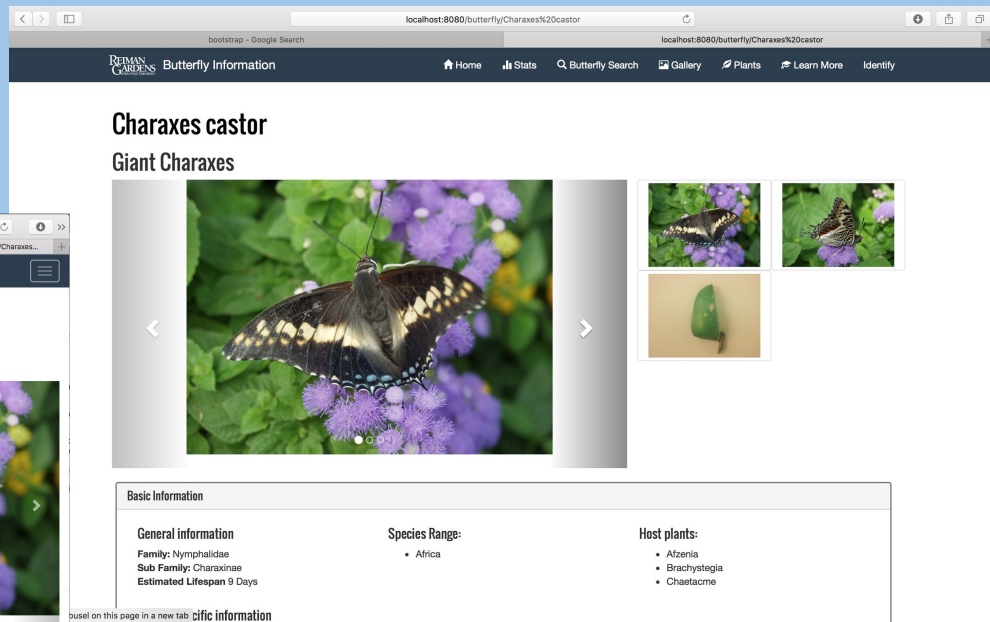 localhost:8080/butterfly/Charaxes%20castor
bootstrap - Google Search
localhost:8080/butterfly/Charaxes%20castor
REIMAN
GARDENS
Butterfly Information
Home
Stats
Butterfly Search
Gallery
Plants
Learn More
Identify
Charaxes castor
Giant Charaxes
/Charaxes...
Basic Information
General information
Family: Nymphalidae
Sub Family: Charaxinae
Estimated Lifespan 9 Days
Species Range:
• Africa
Host plants:
• Afzenia
• Brachystegia
• Chaetacme
busel on this page in a new tab
cific information